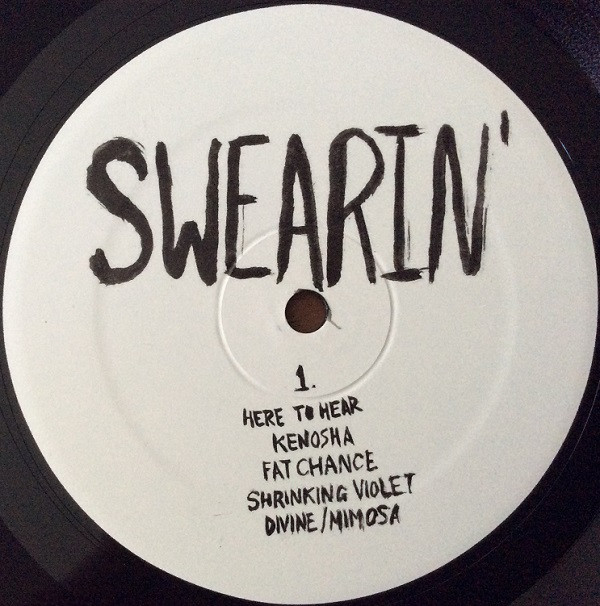 SWEARIN'
1.
HERE TO HEAR
KENOSHA
FAT CHANCE
SHRINKING VIOLET
DIVINE/MIMOSA